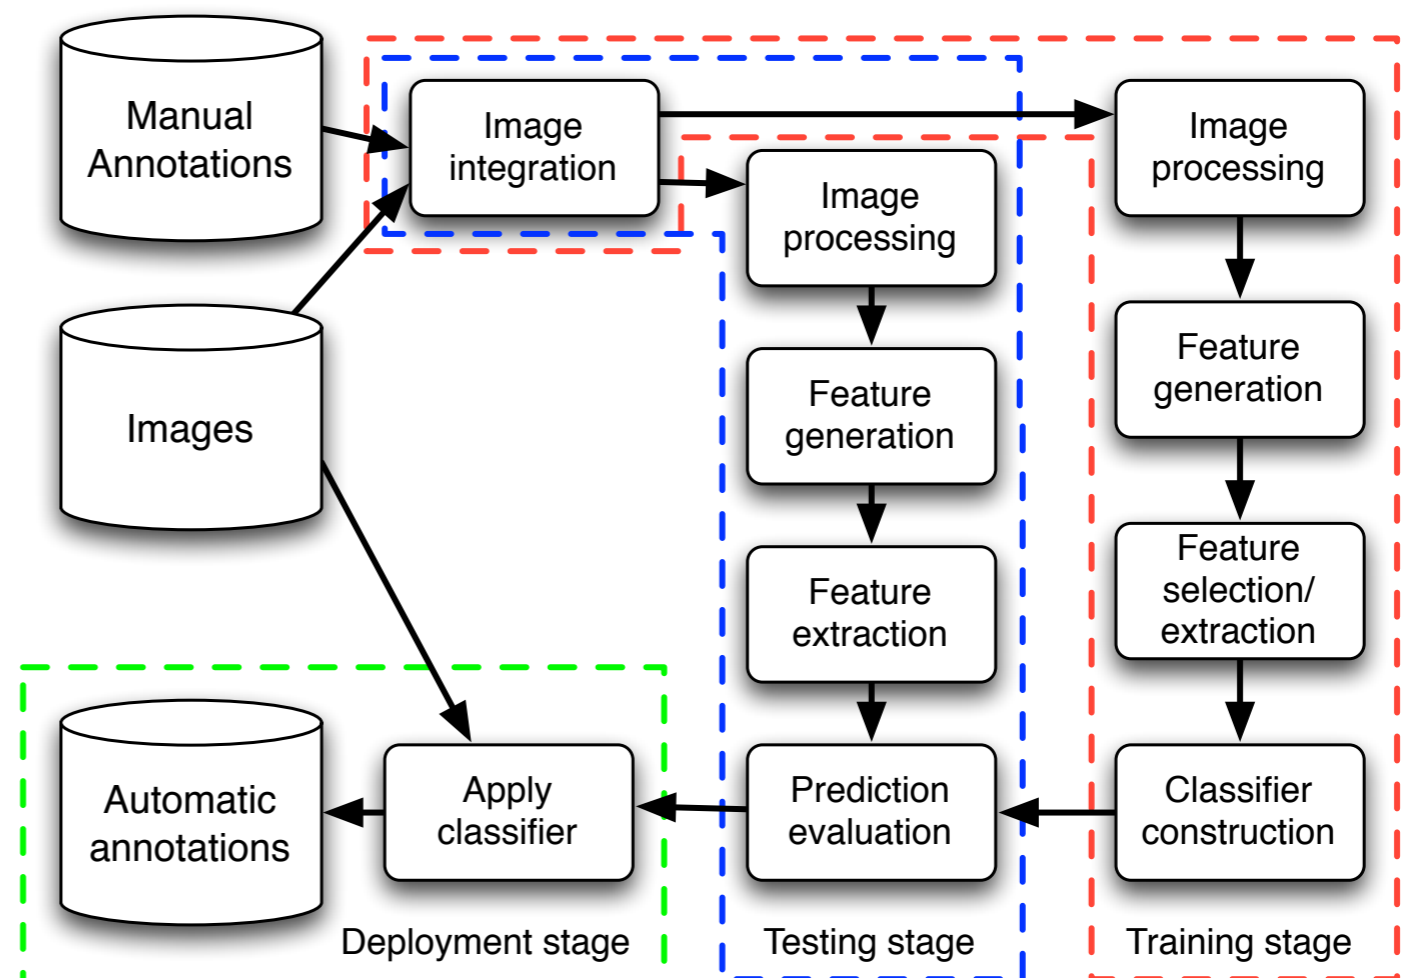 Manual
Annotations
Image
integration
Image
processing
Image
processing
Feature
generation
Images
Feature
generation
Feature
selection/
extraction
Feature
extraction
Automatic
annotations
Apply
classifier
Prediction
evaluation
Classifier
construction
Deployment stage
Testing stage
Training stage